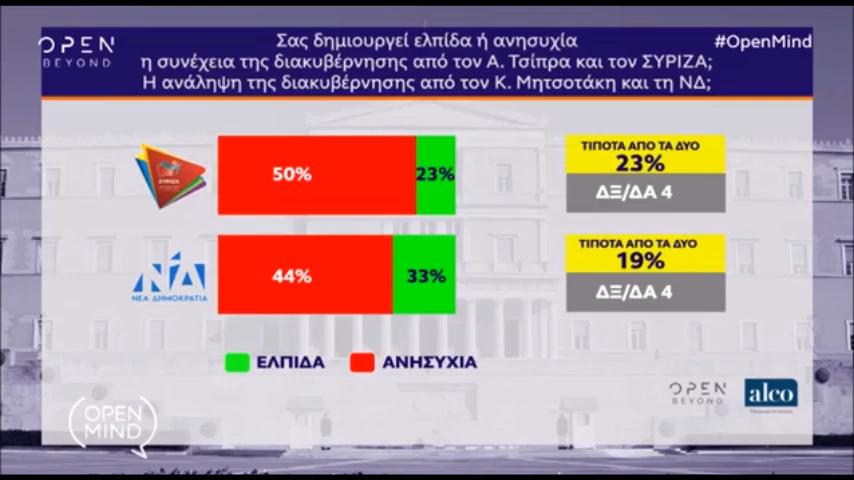 OPEN
BEYOND
Σας δημιουργεί ελπίδα ή ανησυχία
η συνέχεια της διακυβέρνησης από τον Α. Τσίπρα και τον ΣΥΡΙΖΑ;
Η ανάληψη της διακυβέρνησης από τον Κ. Μητσοτάκη και τη ΝΔ;
#OpenMind
ΣΥΡΙΖΑ
50%
23%
ΤΙΠΟΤΑ ΑΠΟ ΤΑ ΔΥΟ
23%
ΔΞ/ΔΑ 4
ΝΔ
ΝΕΑ ΔΗΜΟΚΡΑΤΙΑ
44%
33%
ΤΙΠΟΤΑ ΑΠΟ ΤΑ ΔΥΟ
19%
ΔΞ/ΔΑ 4
ΕΛΠΙΔΑ
ΑΝΗΣΥΧΙΑ
OPEN
BEYOND
alco
OPEN
MIND